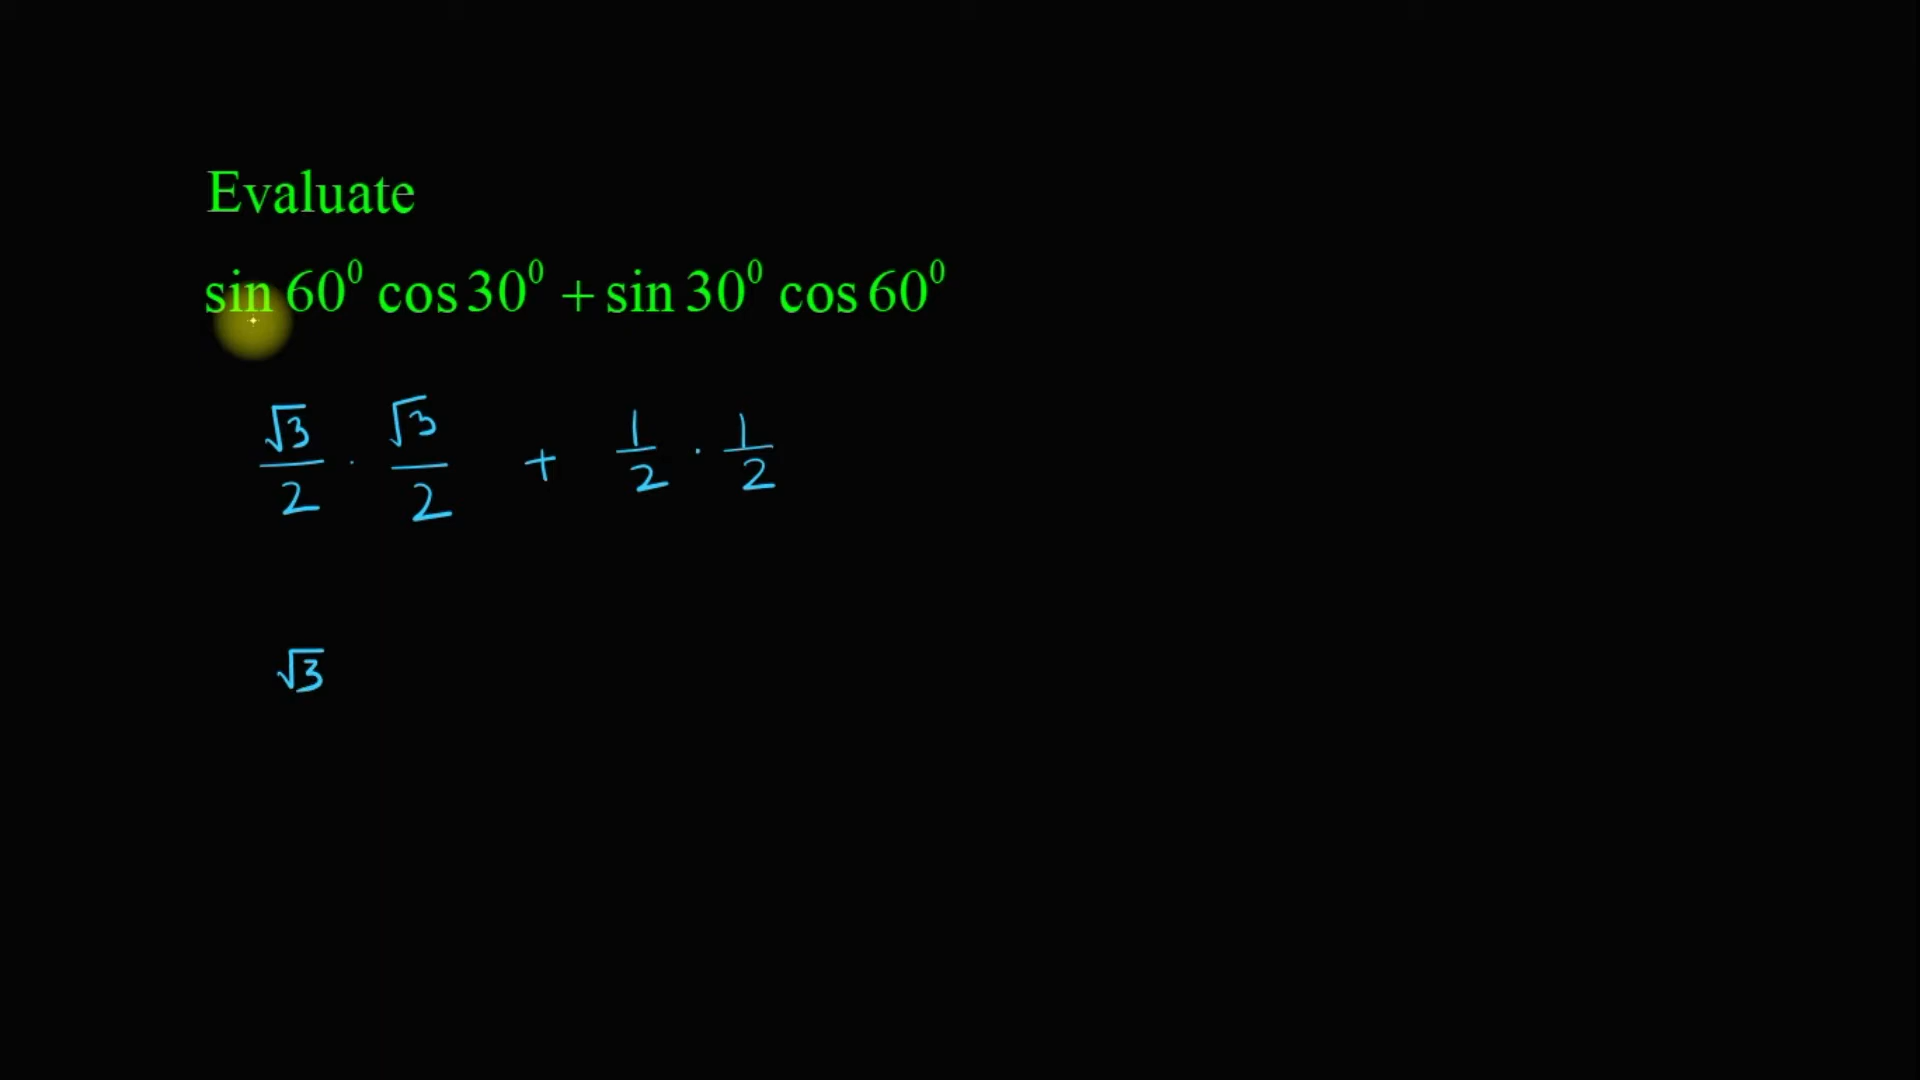 Evaluate
sin 60⁰ cos 30⁰ + sin 30⁰ cos 60⁰
√3/2 · √3/2 + 1/2 · 1/2
√3